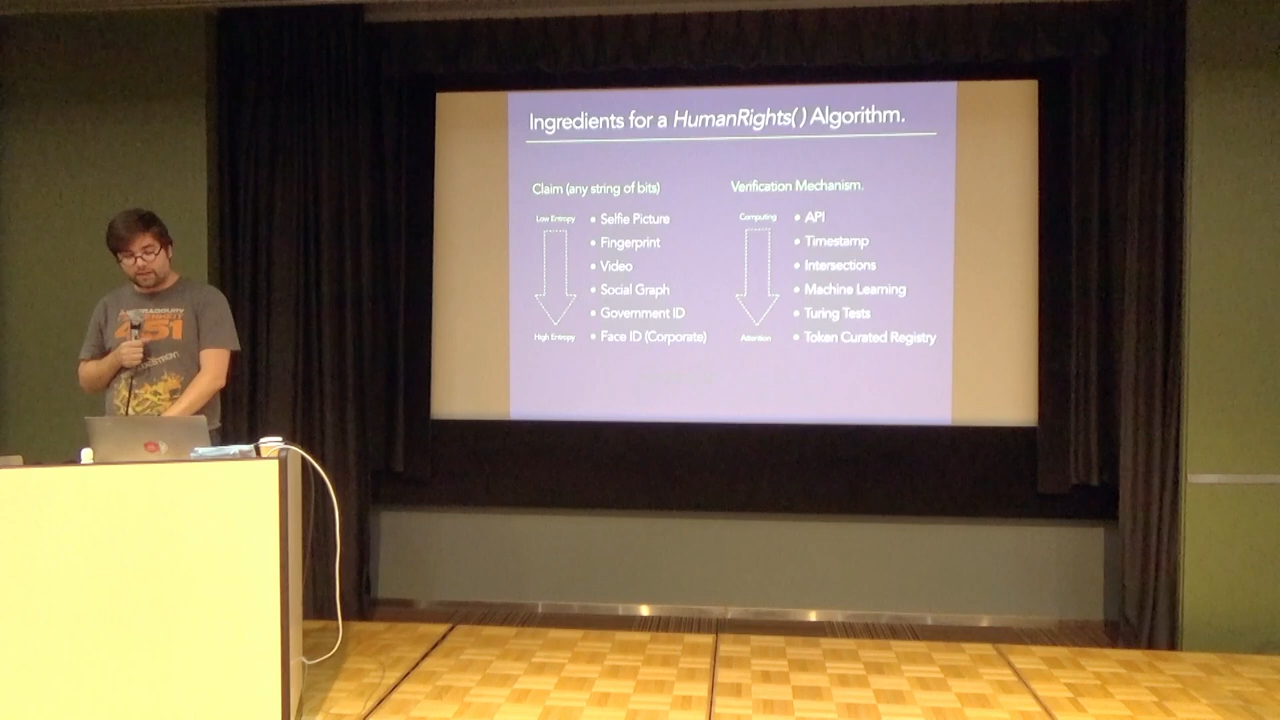 Ingredients for a HumanRights() Algorithm.
Claim (any string of bits)
Low Entropy
Selfie Picture
Fingerprint
Video
Social Graph
Government ID
High Entropy
Face ID (Corporate)
Verification Mechanism.
Computing
API
Timestamp
Intersections
Machine Learning
Turing Tests
Attention
Token Curated Registry
451